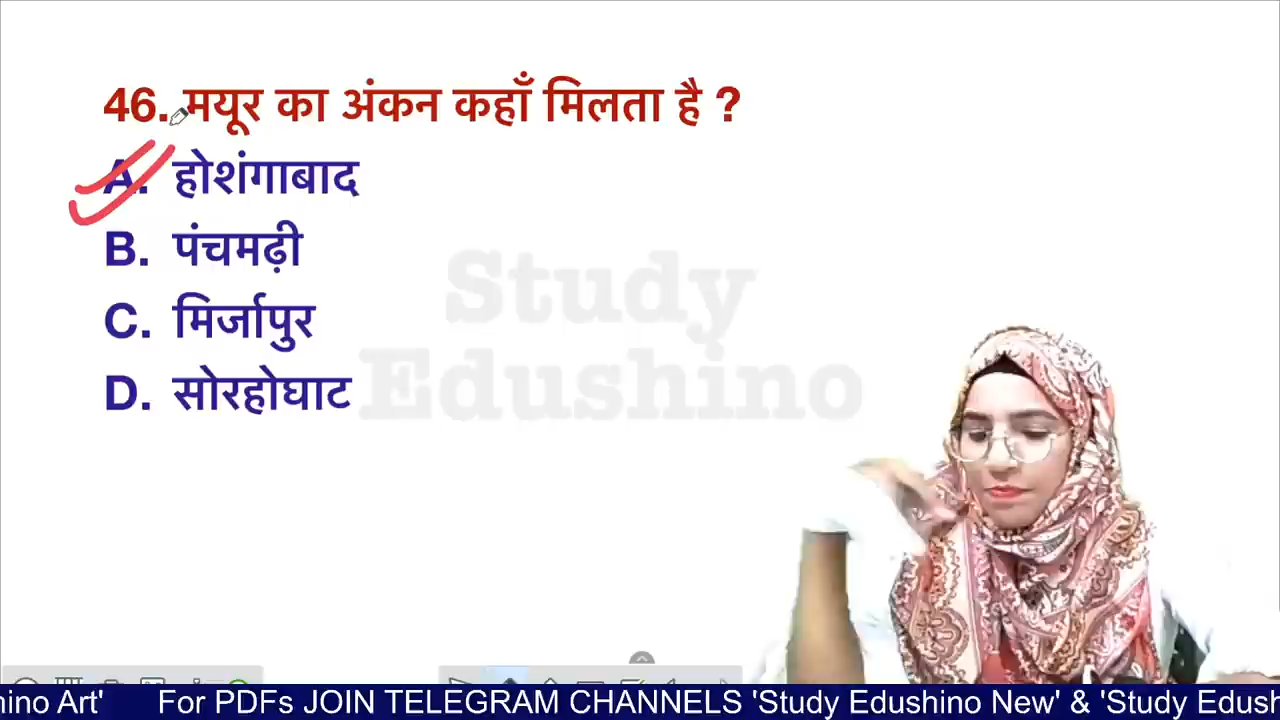 46. मयूर का अंकन कहाँ मिलता है ?
A. होशंगाबाद
B. पंचमढ़ी
C. मिर्जापुर
D. सोरहोघाट
Study
Edushino
hino Art' For PDFs JOIN TELEGRAM CHANNELS 'Study Edushino New' & 'Study Edush